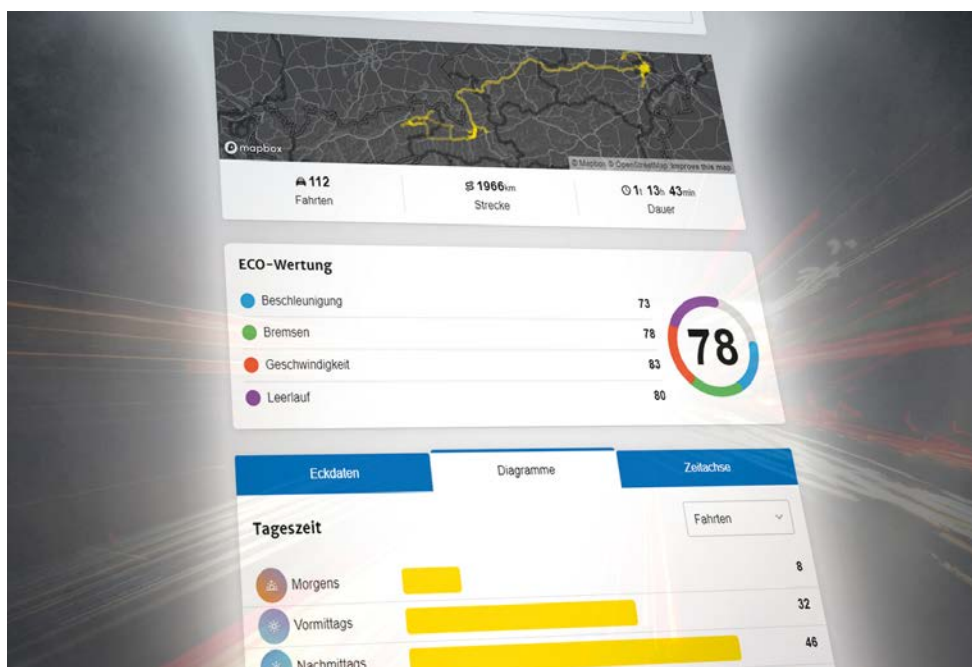 mapbox
© Mapbox © OpenStreetMap Improve this map
112
Fahrten
1966km
Strecke
1t 13h 43min
Dauer
ECO-Wertung
Beschleunigung 73
Bremsen 78
Geschwindigkeit 83
Leerlauf 80
78
Eckdaten Diagramme Zeitachse
Tageszeit Fahrten
Morgens 8
Vormittags 32
Nachmittags 46